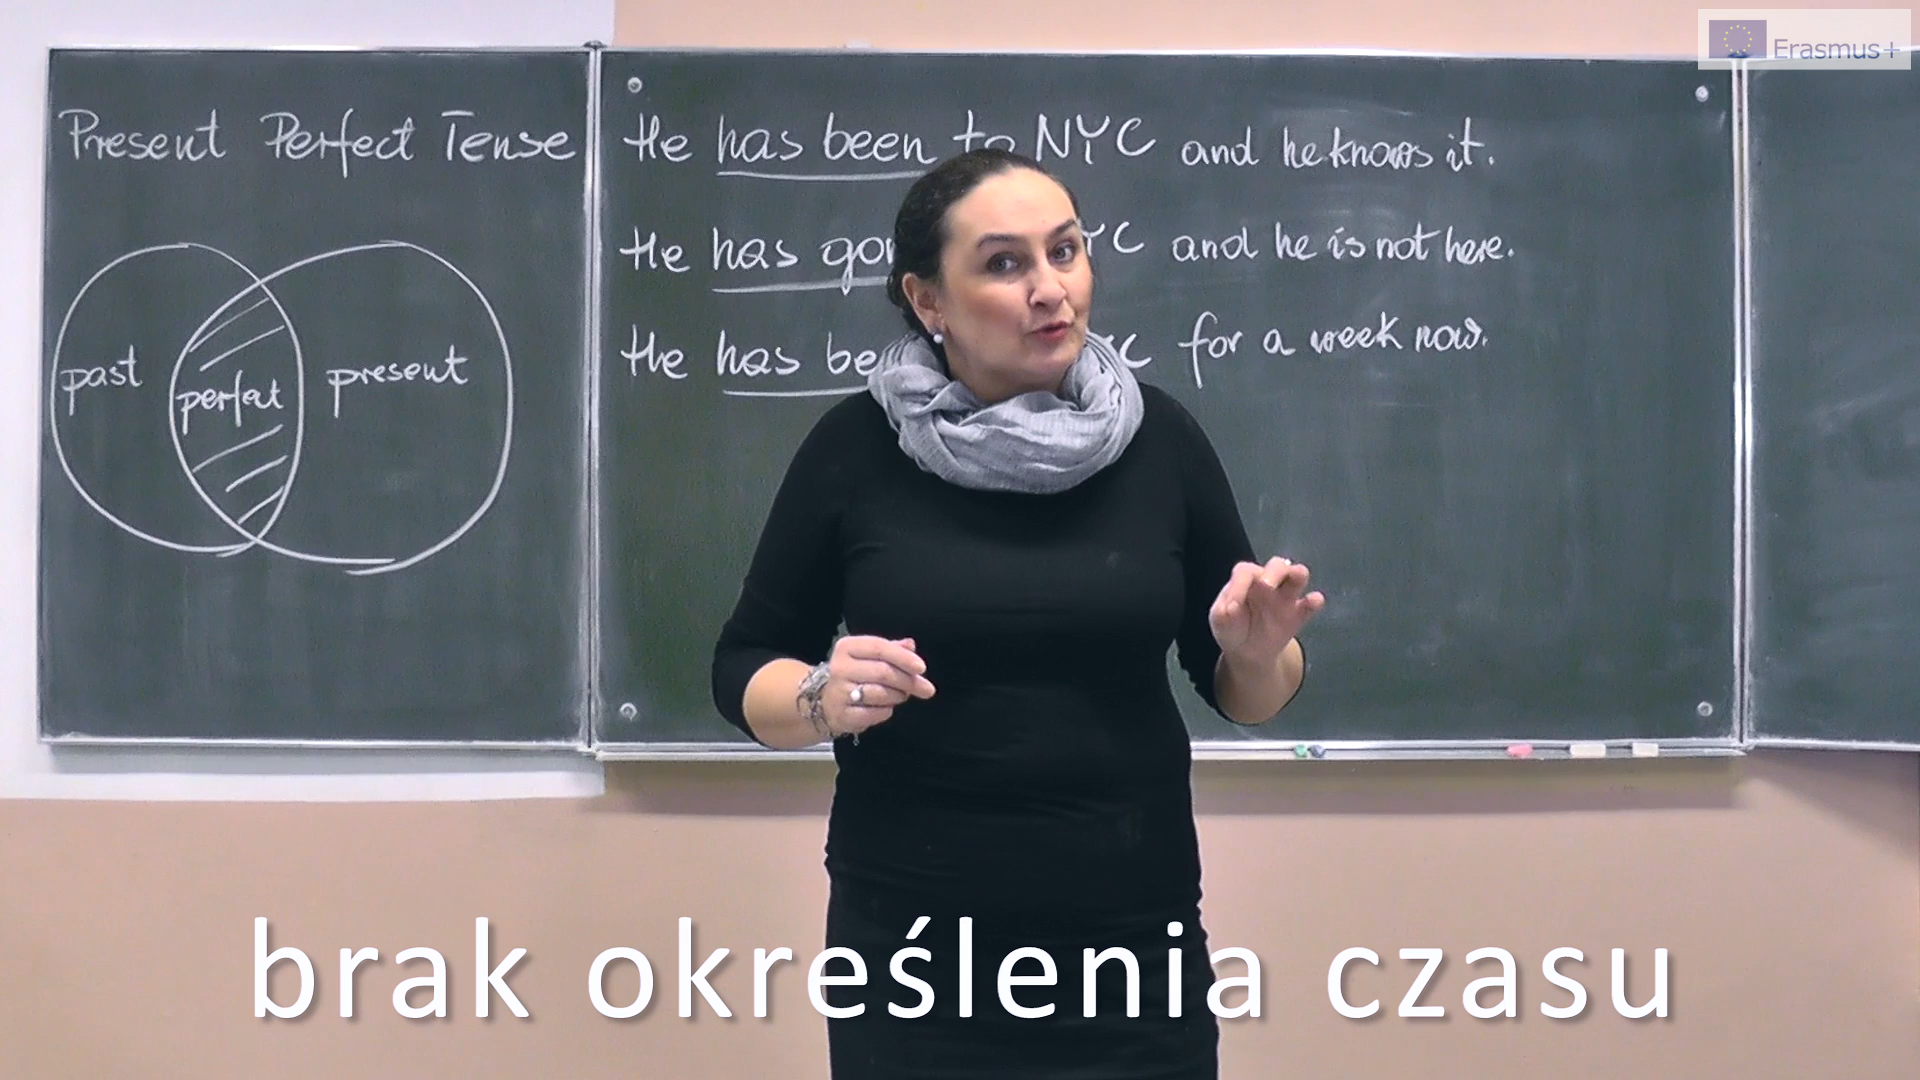 Erasmus+
Present Perfect Tense
past perfect present
He has been to NYC and he knows it.
He has and he is not here.
He has for a week now.
brak określenia czasu